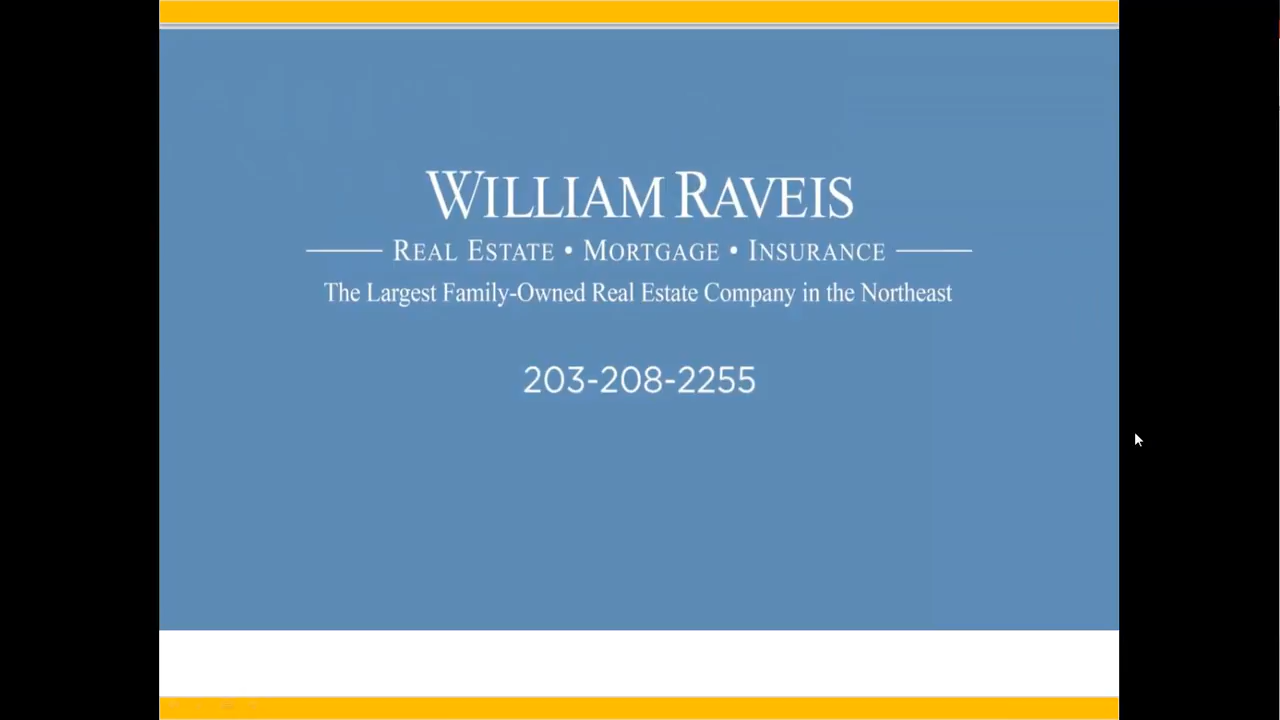 WILLIAM RAVEIS
REAL ESTATE • MORTGAGE • INSURANCE
The Largest Family-Owned Real Estate Company in the Northeast
203-208-2255